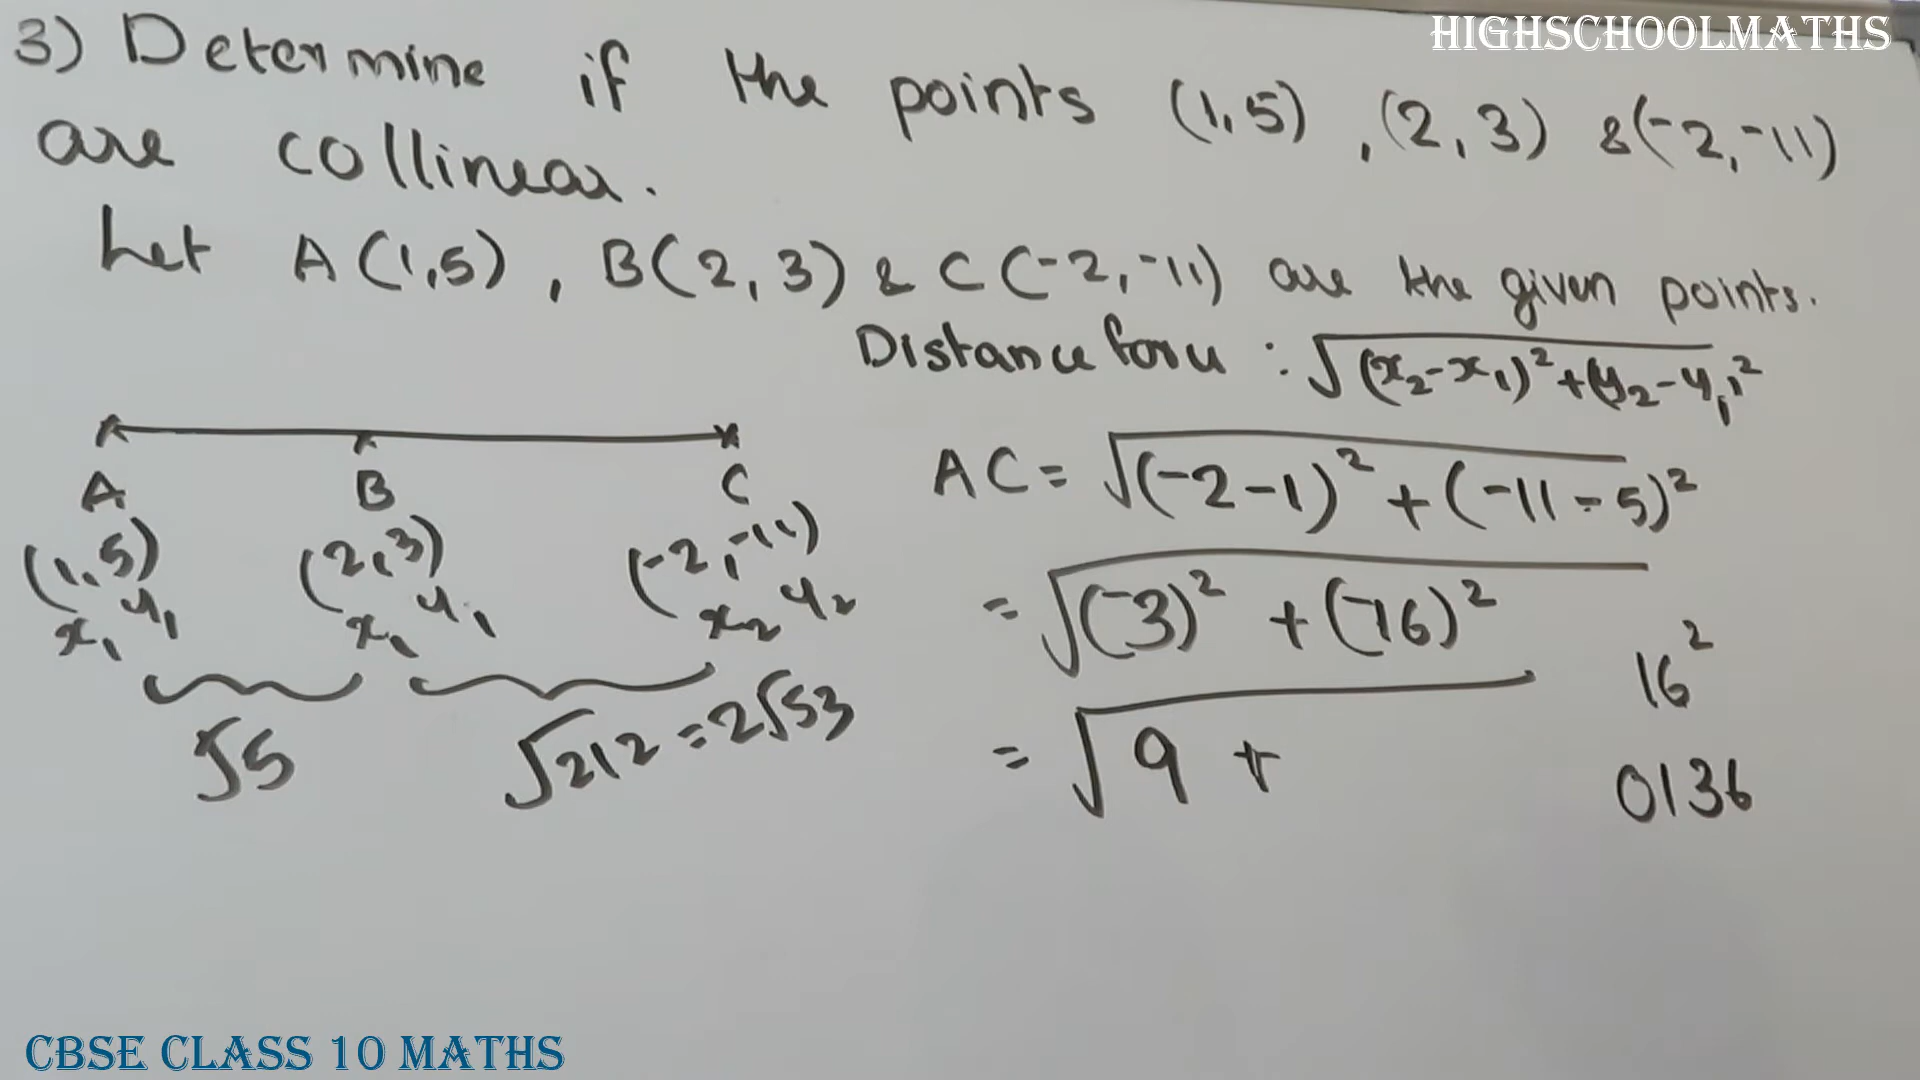 HIGHSCHOOLMATHS
3) Determine if the points (1,5) , (2,3) & (-2,-11)
are collinear.
Let A(1,5) , B(2,3) & C(-2,-11) are the given points.
Distance foru : √(x₂-x₁)²+(y₂-y₁)²
A B C
(1,5) (2,3) (-2,-11)
x₁ y₁ x₁ y₁ x₂ y₂
√5 √212 = 2√53
AC = √(-2-1)² + (-11-5)²
= √(-3)² + (-16)²
= √9 +
16²
0136
CBSE CLASS 10 MATHS